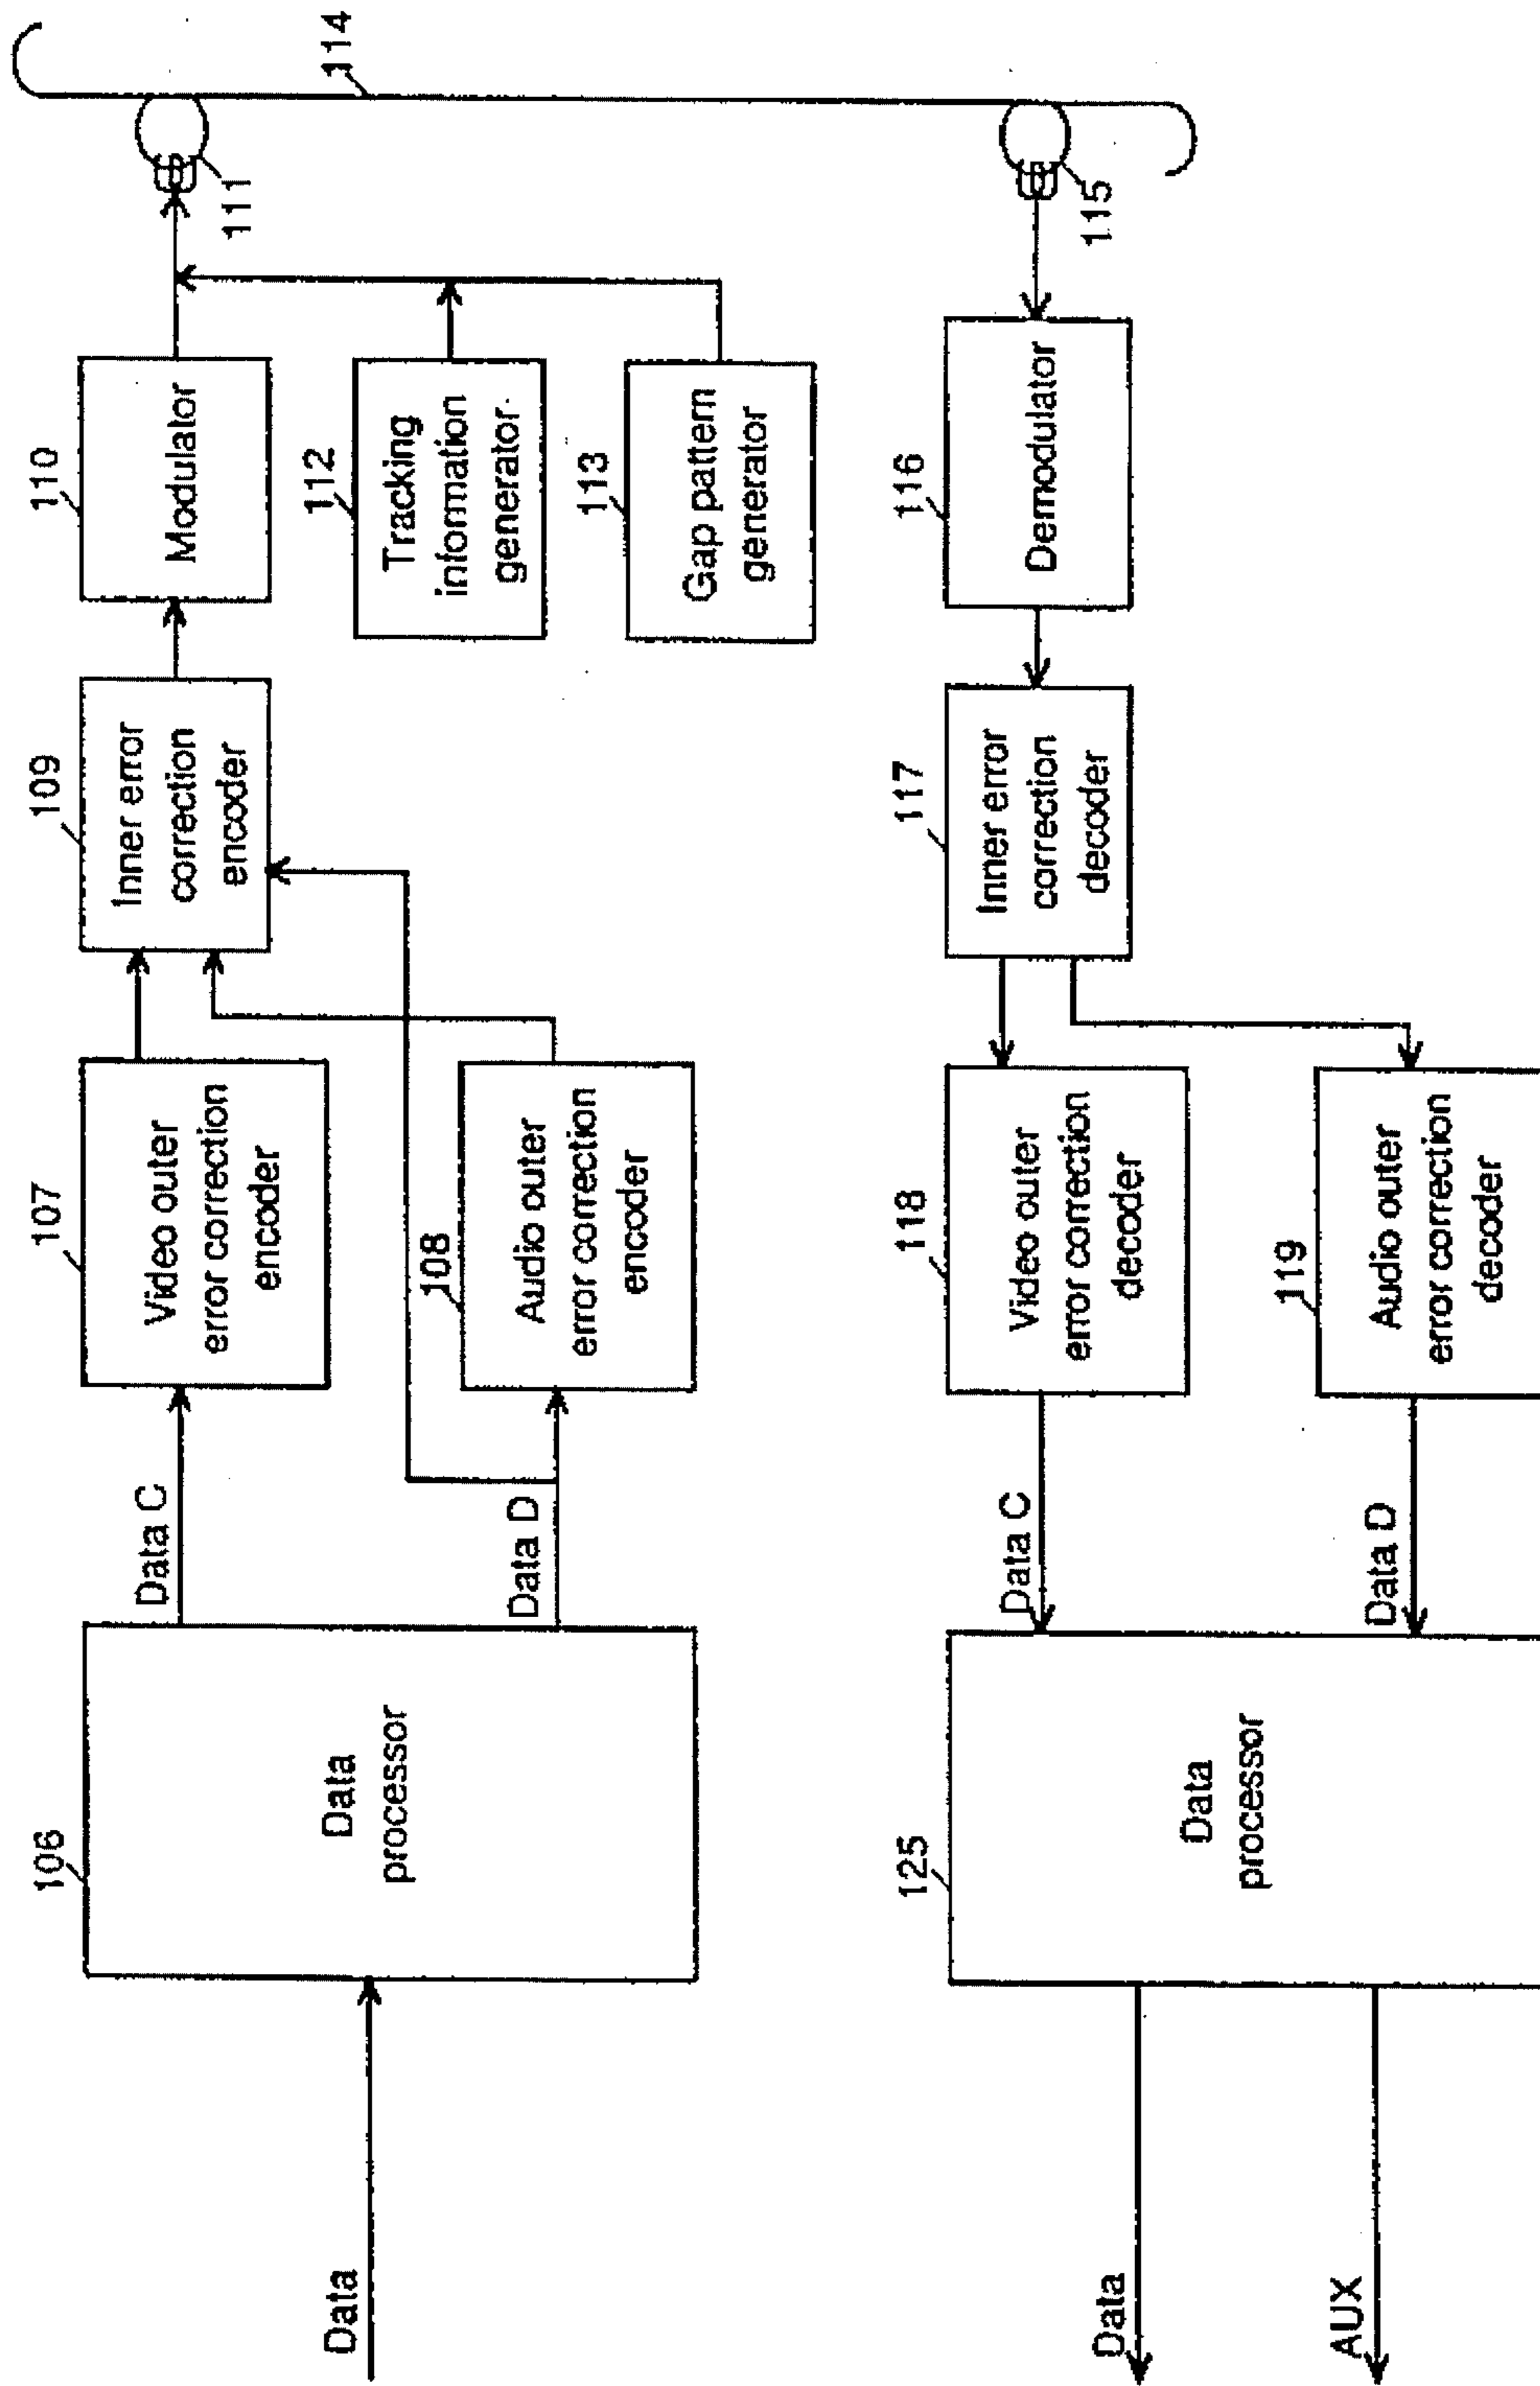 Data
106
Data
processor
Data C
Data D
107
Video outer
error correction
encoder
108
Audio outer
error correction
encoder
109
Inner error
correction
encoder
110
Modulator
112
Tracking
information
generator
113
Gap pattern
generator
111
114
115
116
Demodulator
117
Inner error
correction
decoder
118
Video outer
error correction
decoder
119
Audio outer
error correction
decoder
Data C
Data D
125
Data
processor
Data
AUX